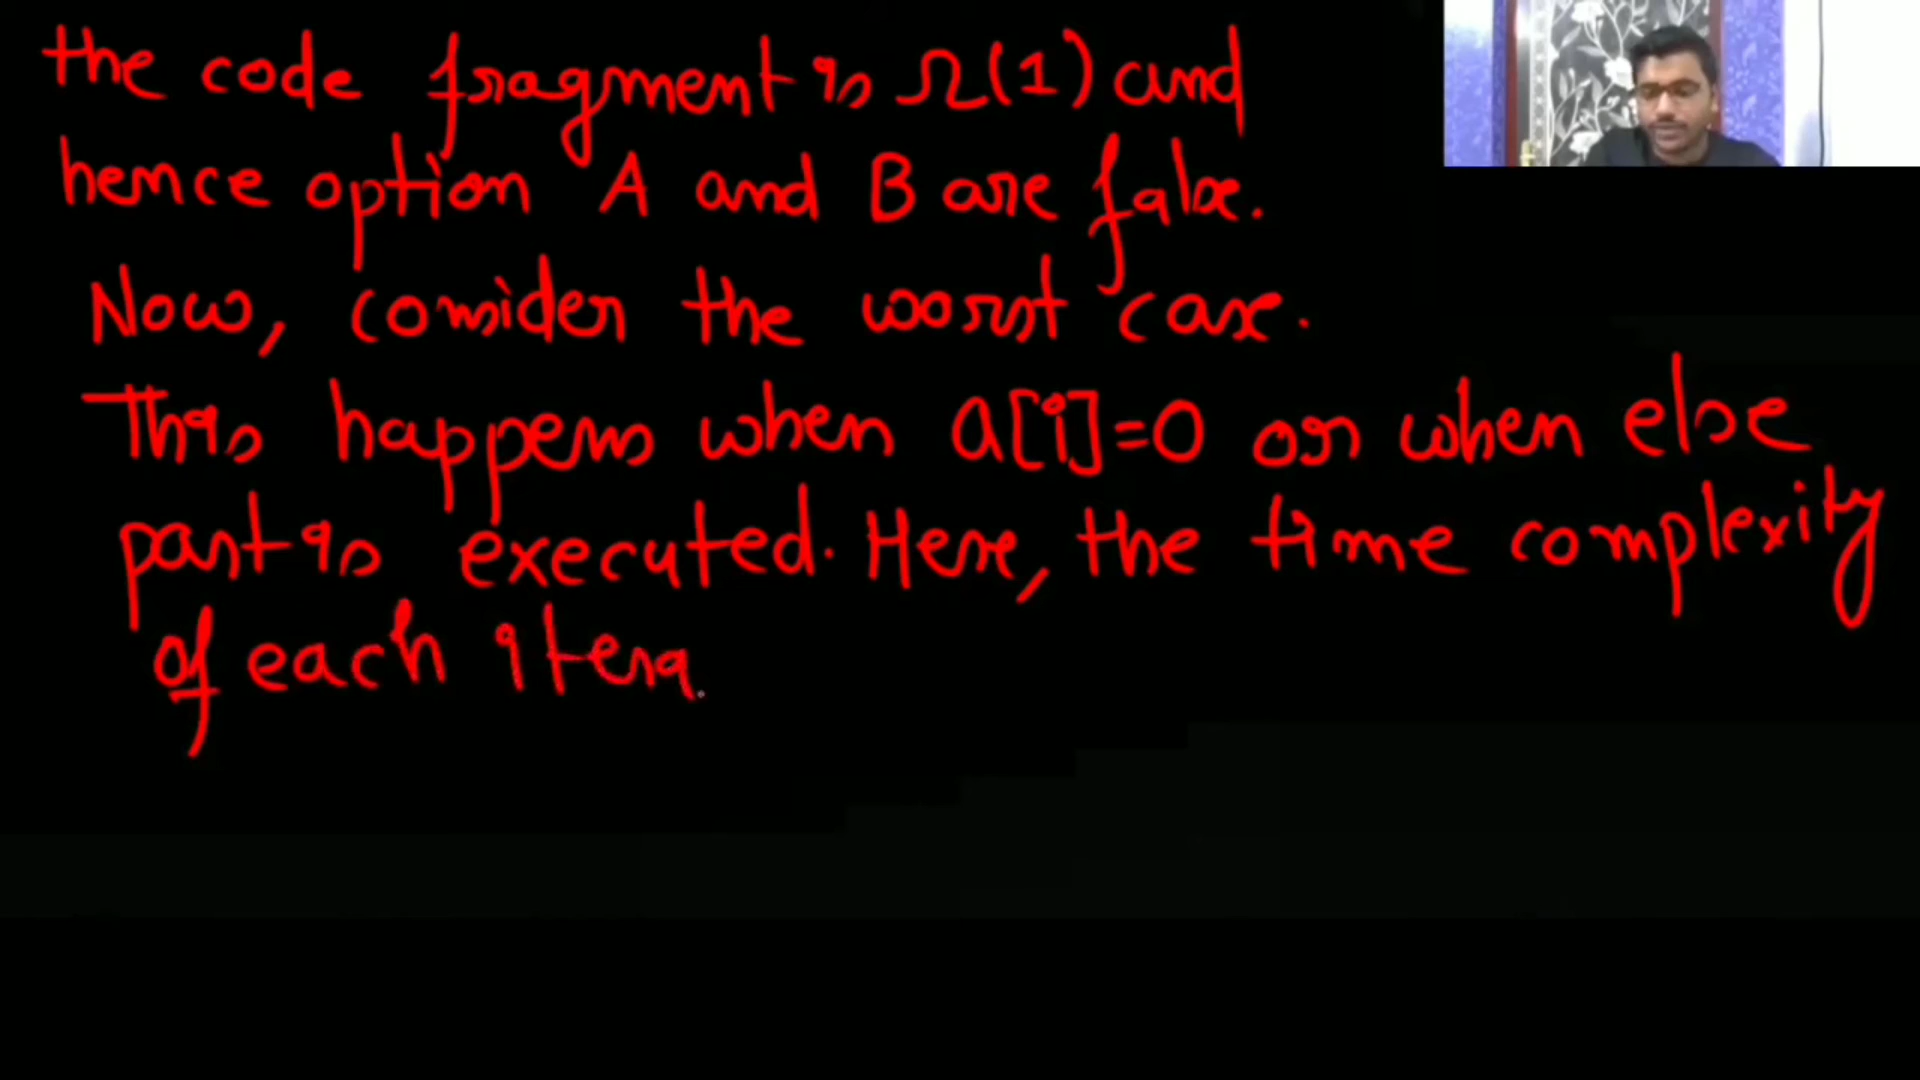 the code fragment is Ω(1) and
hence option A and B are false.
Now, consider the worst case.
This happens when a[i]=0 or when else
part is executed. Here, the time complexity
of each itera